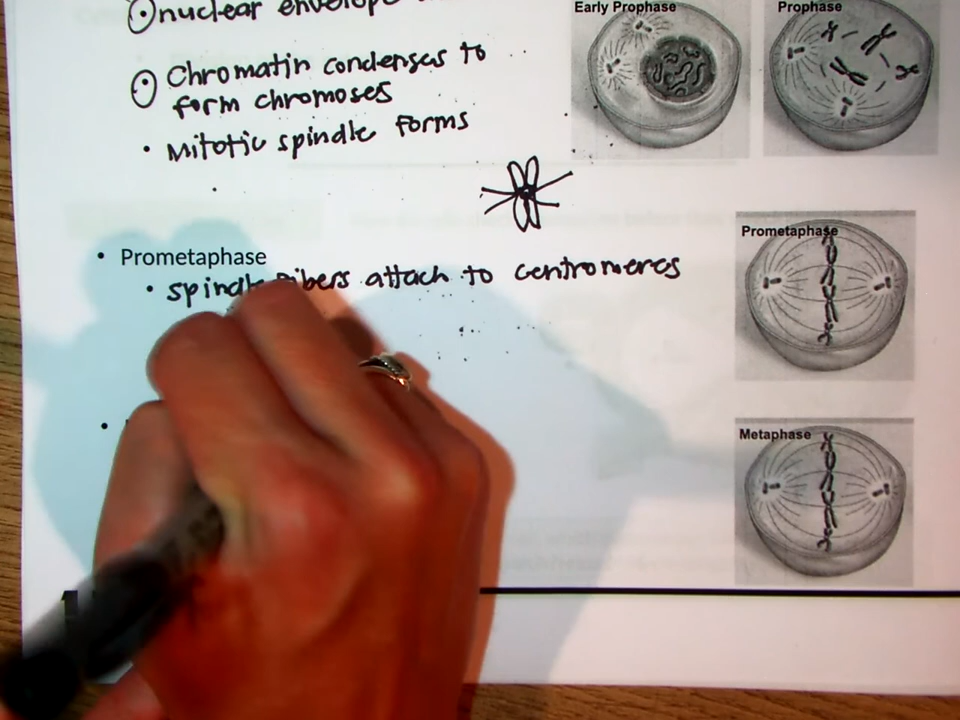 nuclear envelope
Early Prophase
Prophase
Chromatin condenses to
form chromoses
• Mitotic spindle forms
• Prometaphase
• spindle fibers attach to centromeres
Prometaphase
Metaphase